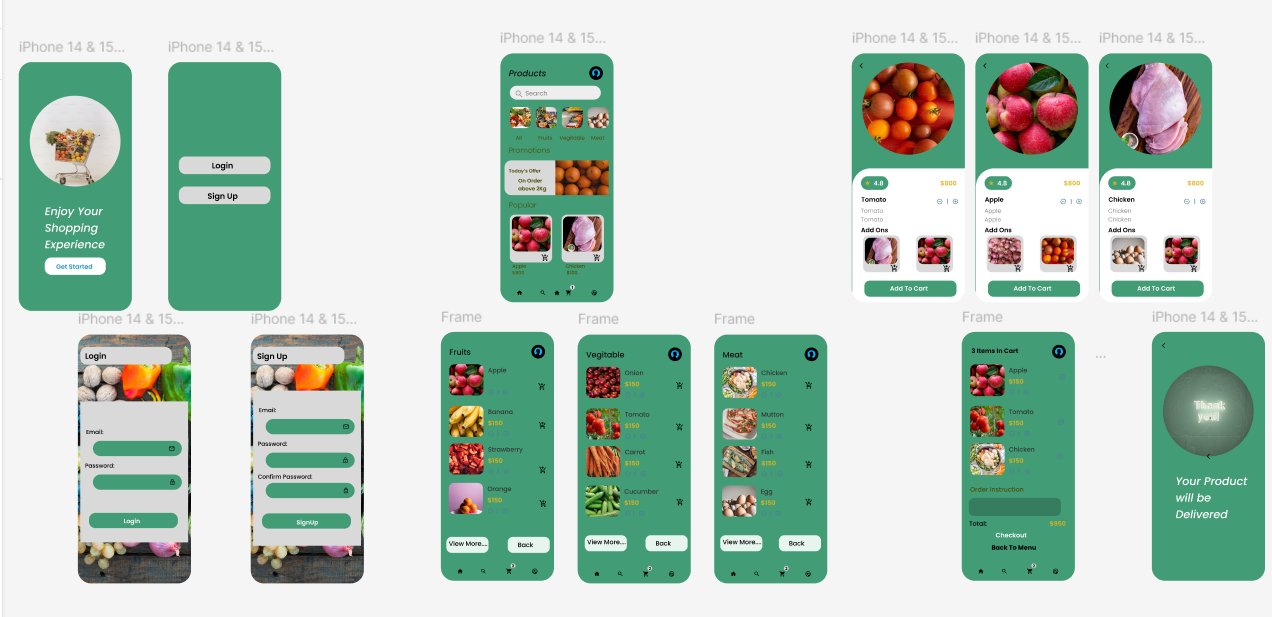 iPhone 14 & 15...
iPhone 14 & 15...
iPhone 14 & 15...
iPhone 14 & 15...
iPhone 14 & 15...
iPhone 14 & 15...
Enjoy Your
Shopping
Experience
Get Started
Login
Sign Up
Products
Search
All
Fruits
Vegitable
Meat
Promotions
Today's Offer
On Order
above 2Kg
Popular
Apple
$800
Chicken
$100
1
4.8
$800
Tomato
1
Tomato
Tomato
Add Ons
Add To Cart
4.8
$800
Apple
1
Apple
Apple
Add Ons
Add To Cart
4.8
$800
Chicken
1
Chicken
Chicken
Add Ons
Add To Cart
iPhone 14 & 15...
iPhone 14 & 15...
Frame
Frame
Frame
Frame
...
iPhone 14 & 15...
Login
Email:
Password:
Login
Sign Up
Email:
Password:
Confirm Password:
SignUp
Fruits
Apple
Banana
$150
Strawberry
$150
Orange
$150
View More....
Back
Vegitable
Onion
$150
Tomato
$150
Carrot
$150
Cucumber
$150
View More....
Back
Meat
Chicken
$150
Mutton
$150
Fish
$150
Egg
$150
View More....
Back
3 Items In Cart
Apple
$150
Tomato
$150
Chicken
$150
Order instruction
Total:
$950
Checkout
Back To Menu
Thank
you!
Your Product
will be
Delivered